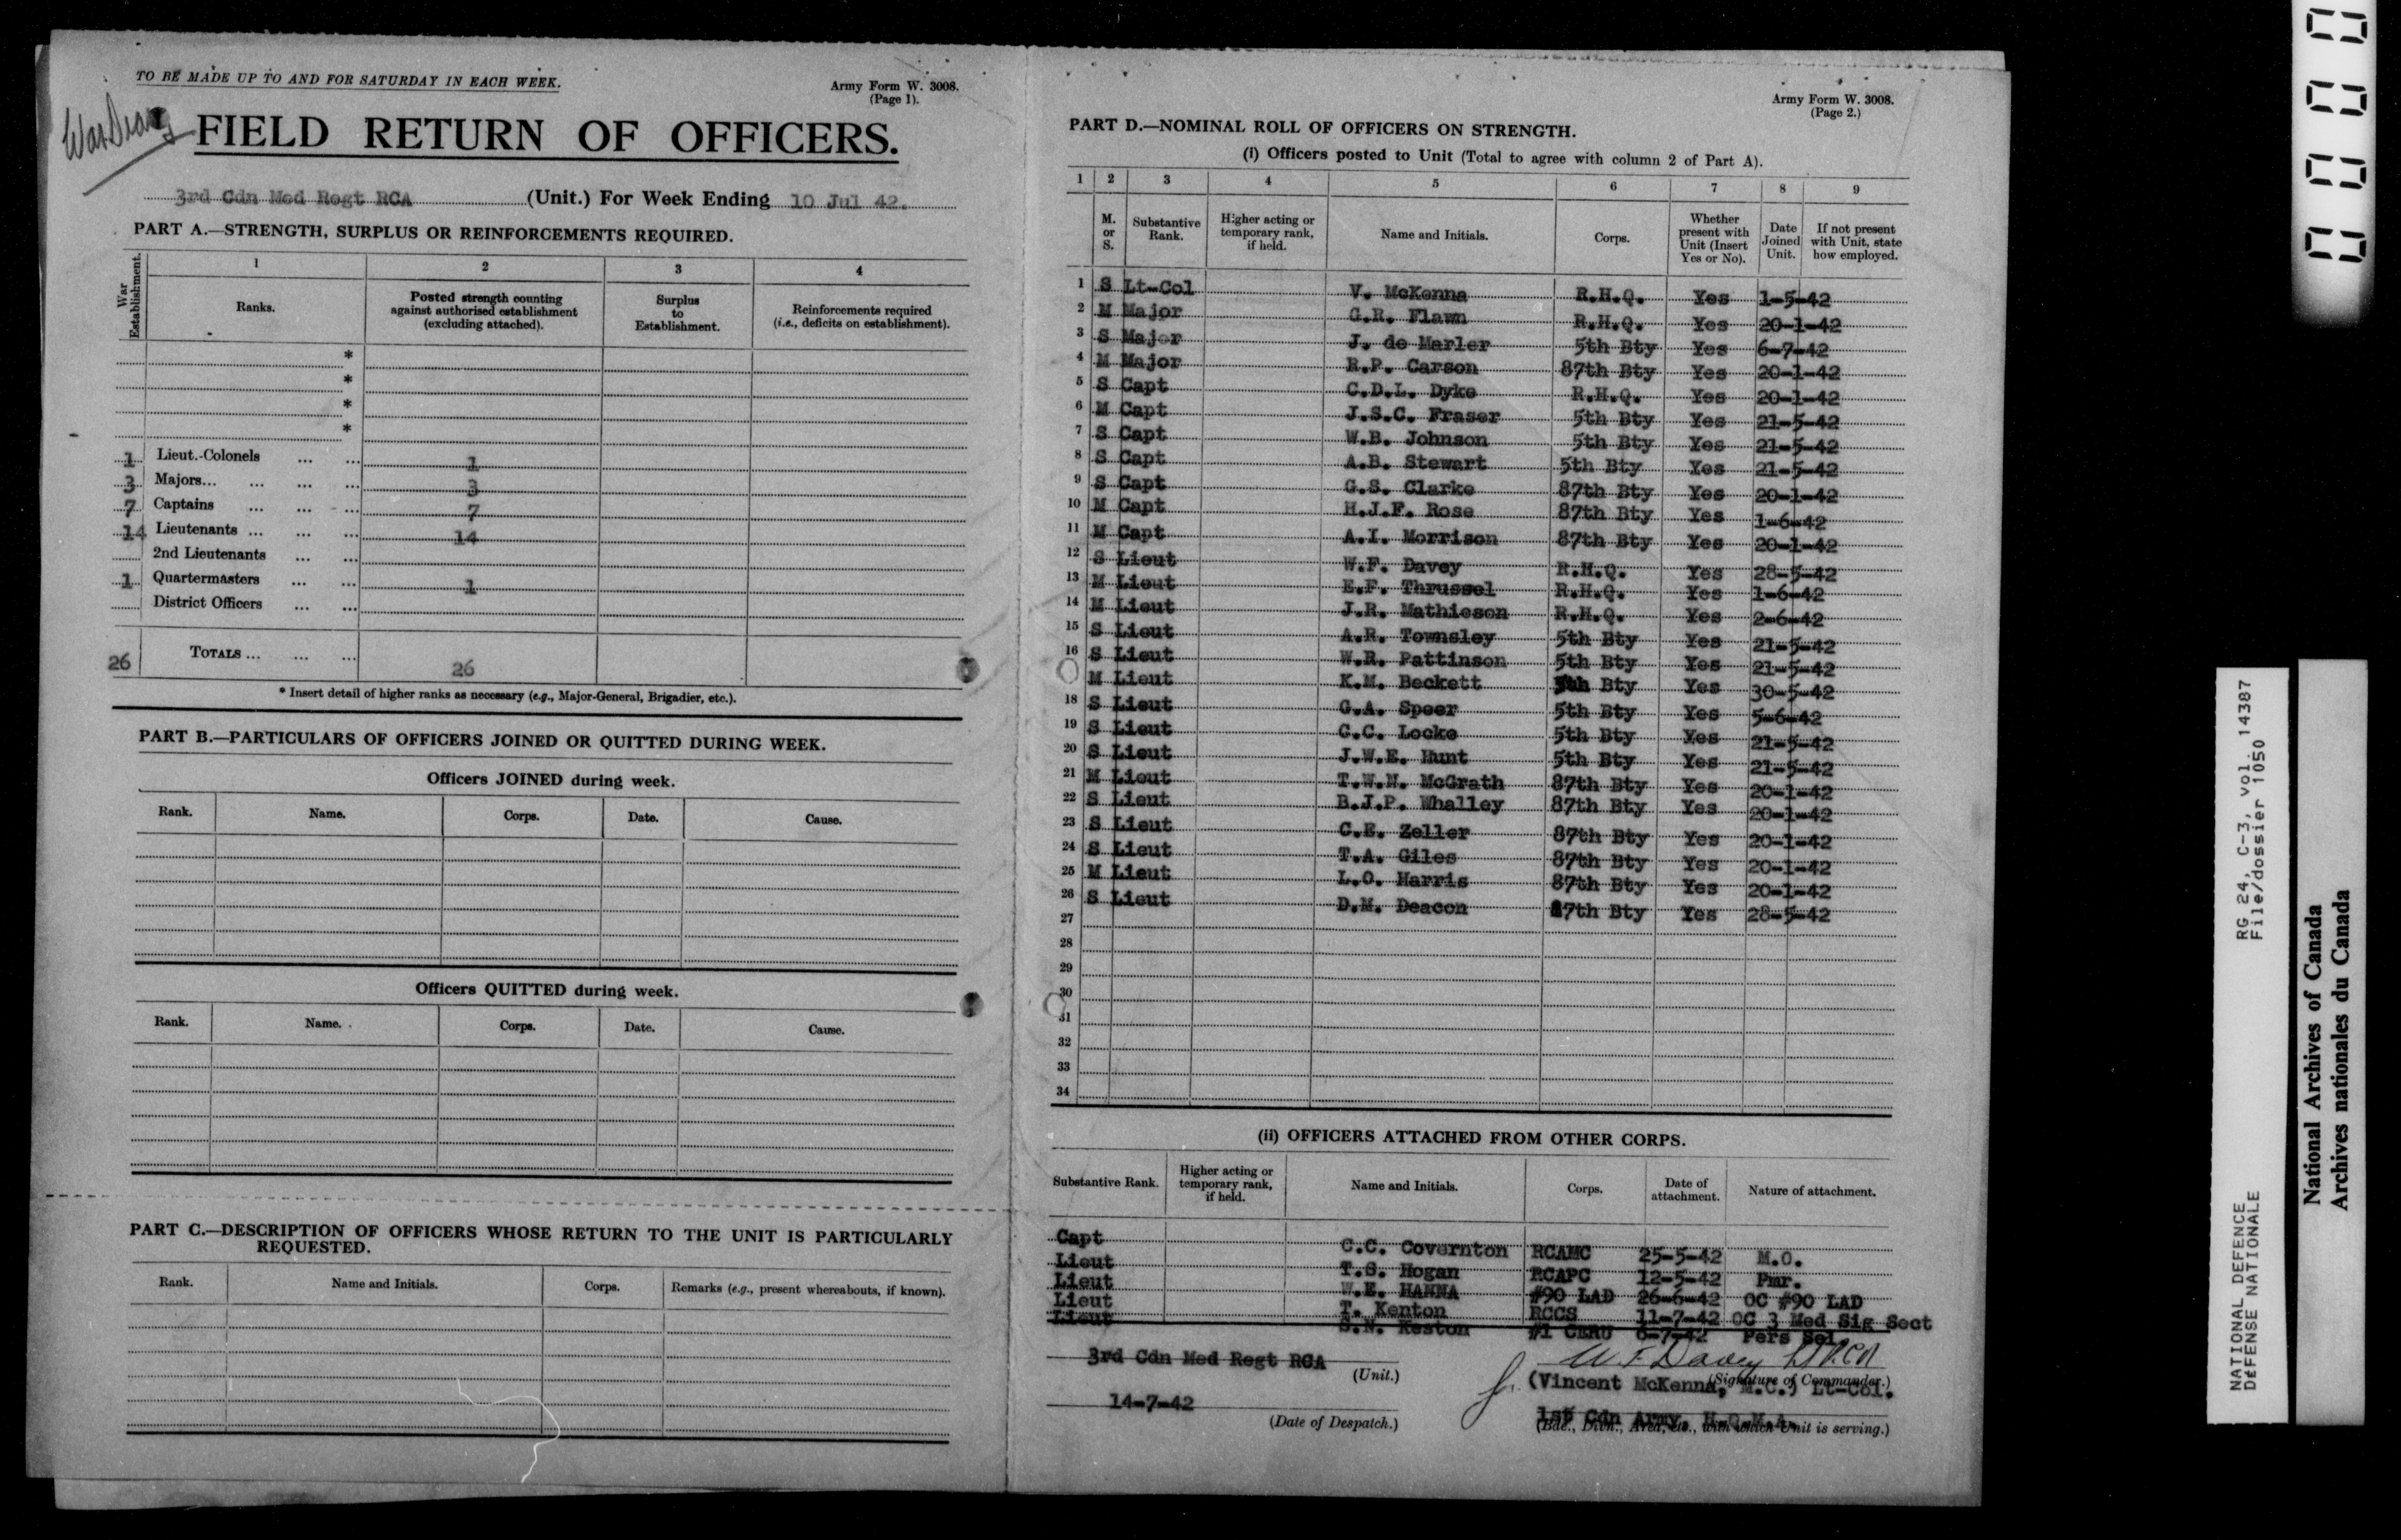 TO BE MADE UP TO AND FOR SATURDAY IN EACH WEEK.
Army Form W. 3008.
(Page 1).
War Diary
FIELD RETURN OF OFFICERS.
3rd Cdn Med Regt RCA (Unit.) For Week Ending 10 Jul 42.
PART A.—STRENGTH, SURPLUS OR REINFORCEMENTS REQUIRED.
War Establishment.
1 2 3 4
Ranks.
Posted strength counting against authorised establishment (excluding attached).
Surplus to Establishment.
Reinforcements required (i.e., deficits on establishment).
*
*
*
*
1 Lieut.-Colonels ... ... 1
3 Majors... ... ... ... 3
7 Captains ... ... ... 7
14 Lieutenants ... ... ... 14
2nd Lieutenants ... ...
1 Quartermasters ... ... 1
District Officers ... ...
26 TOTALS ... ... ... 26
* Insert detail of higher ranks as necessary (e.g., Major-General, Brigadier, etc.).
PART B.—PARTICULARS OF OFFICERS JOINED OR QUITTED DURING WEEK.
Officers JOINED during week.
Rank. Name. Corps. Date. Cause.
Officers QUITTED during week.
Rank. Name. Corps. Date. Cause.
PART C.—DESCRIPTION OF OFFICERS WHOSE RETURN TO THE UNIT IS PARTICULARLY
REQUESTED.
Rank. Name and Initials. Corps. Remarks (e.g., present whereabouts, if known).
Army Form W. 3008.
(Page 2.)
PART D.—NOMINAL ROLL OF OFFICERS ON STRENGTH.
(i) Officers posted to Unit (Total to agree with column 2 of Part A).
1 2 3 4 5 6 7 8 9
M. or S.
Substantive Rank.
Higher acting or temporary rank, if held.
Name and Initials.
Corps.
Whether present with Unit (Insert Yes or No).
Date Joined Unit.
If not present with Unit, state how employed.
1 S Lt-Col V. McKenna R.H.Q. Yes 1-5-42
2 M Major G.R. Flawn R.H.Q. Yes 20-1-42
3 S Major J. de Marler 5th Bty Yes 6-7-42
4 M Major R.P. Carson 87th Bty Yes 20-1-42
5 S Capt C.D.L. Dyke R.H.Q. Yes 20-1-42
6 M Capt J.S.C. Fraser 5th Bty Yes 21-5-42
7 S Capt W.B. Johnson 5th Bty Yes 21-5-42
8 S Capt A.B. Stewart 5th Bty Yes 21-5-42
9 S Capt G.S. Clarke 87th Bty Yes 20-1-42
10 M Capt H.J.F. Rose 87th Bty Yes 1-6-42
11 M Capt A.I. Morrison 87th Bty Yes 20-1-42
12 S Lieut W.F. Davey R.H.Q. Yes 28-5-42
13 M Lieut E.F. Thrussel R.H.Q. Yes 1-6-42
14 M Lieut J.R. Mathieson R.H.Q. Yes 2-6-42
15 S Lieut A.R. Townsley 5th Bty Yes 21-5-42
16 S Lieut W.R. Pattinson 5th Bty Yes 21-5-42
M Lieut K.M. Beckett 5th Bty Yes 30-5-42
18 S Lieut G.A. Speer 5th Bty Yes 5-6-42
19 S Lieut G.C. Locke 5th Bty Yes 21-5-42
20 S Lieut J.W.E. Hunt 5th Bty Yes 21-5-42
21 M Lieut T.W.N. McGrath 87th Bty Yes 20-1-42
22 S Lieut B.J.P. Whalley 87th Bty Yes 20-1-42
23 S Lieut C.E. Zeller 87th Bty Yes 20-1-42
24 S Lieut T.A. Giles 87th Bty Yes 20-1-42
25 M Lieut L.O. Harris 87th Bty Yes 20-1-42
26 S Lieut D.M. Deacon 87th Bty Yes 28-5-42
27
28
29
30
31
32
33
34
(ii) OFFICERS ATTACHED FROM OTHER CORPS.
Substantive Rank.
Higher acting or temporary rank, if held.
Name and Initials.
Corps.
Date of attachment.
Nature of attachment.
Capt C.C. Covernton RCAMC 25-5-42 M.O.
Lieut T.S. Hogan RCAPC 12-5-42 Pmr.
Lieut W.E. HANNA #90 LAD 26-6-42 OC #90 LAD
Lieut T. Kenton RCCS 11-7-42 OC 3 Med Sig Sect
Lieut S.N. Keston #1 CERU 6-7-42 Pers Sel
3rd Cdn Med Regt RCA (Unit.)
W. F. Davey Lt RCA
(Signature of Commander.)
for (Vincent McKenna, M.C.) Lt-Col.
14-7-42
(Date of Despatch.)
1st Cdn Army,
(Bde., Divn., Area, etc., with which Unit is serving.)
0000
NATIONAL DEFENCE RG 24, C-3, vol. 14387
DÉFENSE NATIONALE File/dossier 1050
National Archives of Canada
Archives nationales du Canada